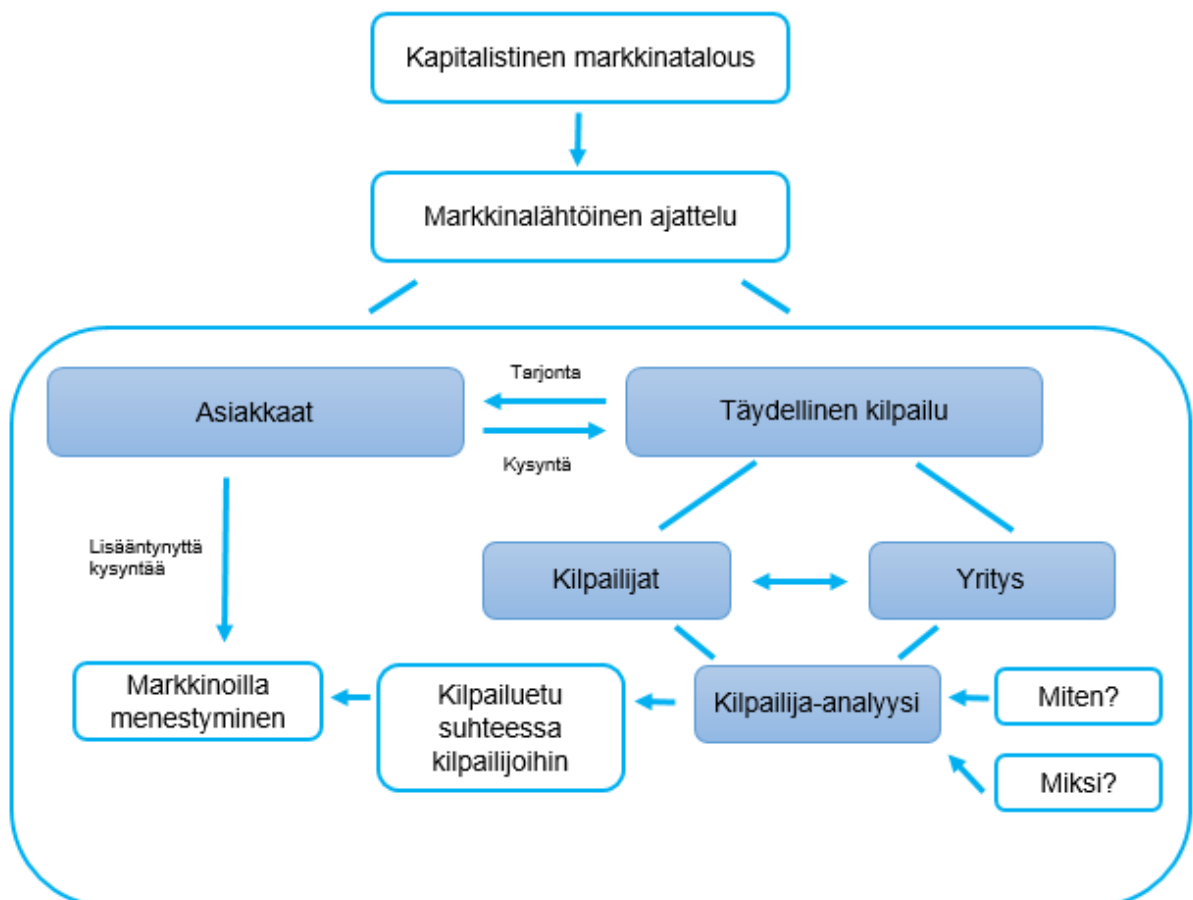 Kapitalistinen markkinatalous
Markkinalähtöinen ajattelu
Asiakkaat
Tarjonta
Kysyntä
Täydellinen kilpailu
Lisääntynyttä
kysyntää
Kilpailijat
Yritys
Markkinoilla
menestyminen
Kilpailuetu
suhteessa
kilpailijoihin
Kilpailija-analyysi
Miten?
Miksi?